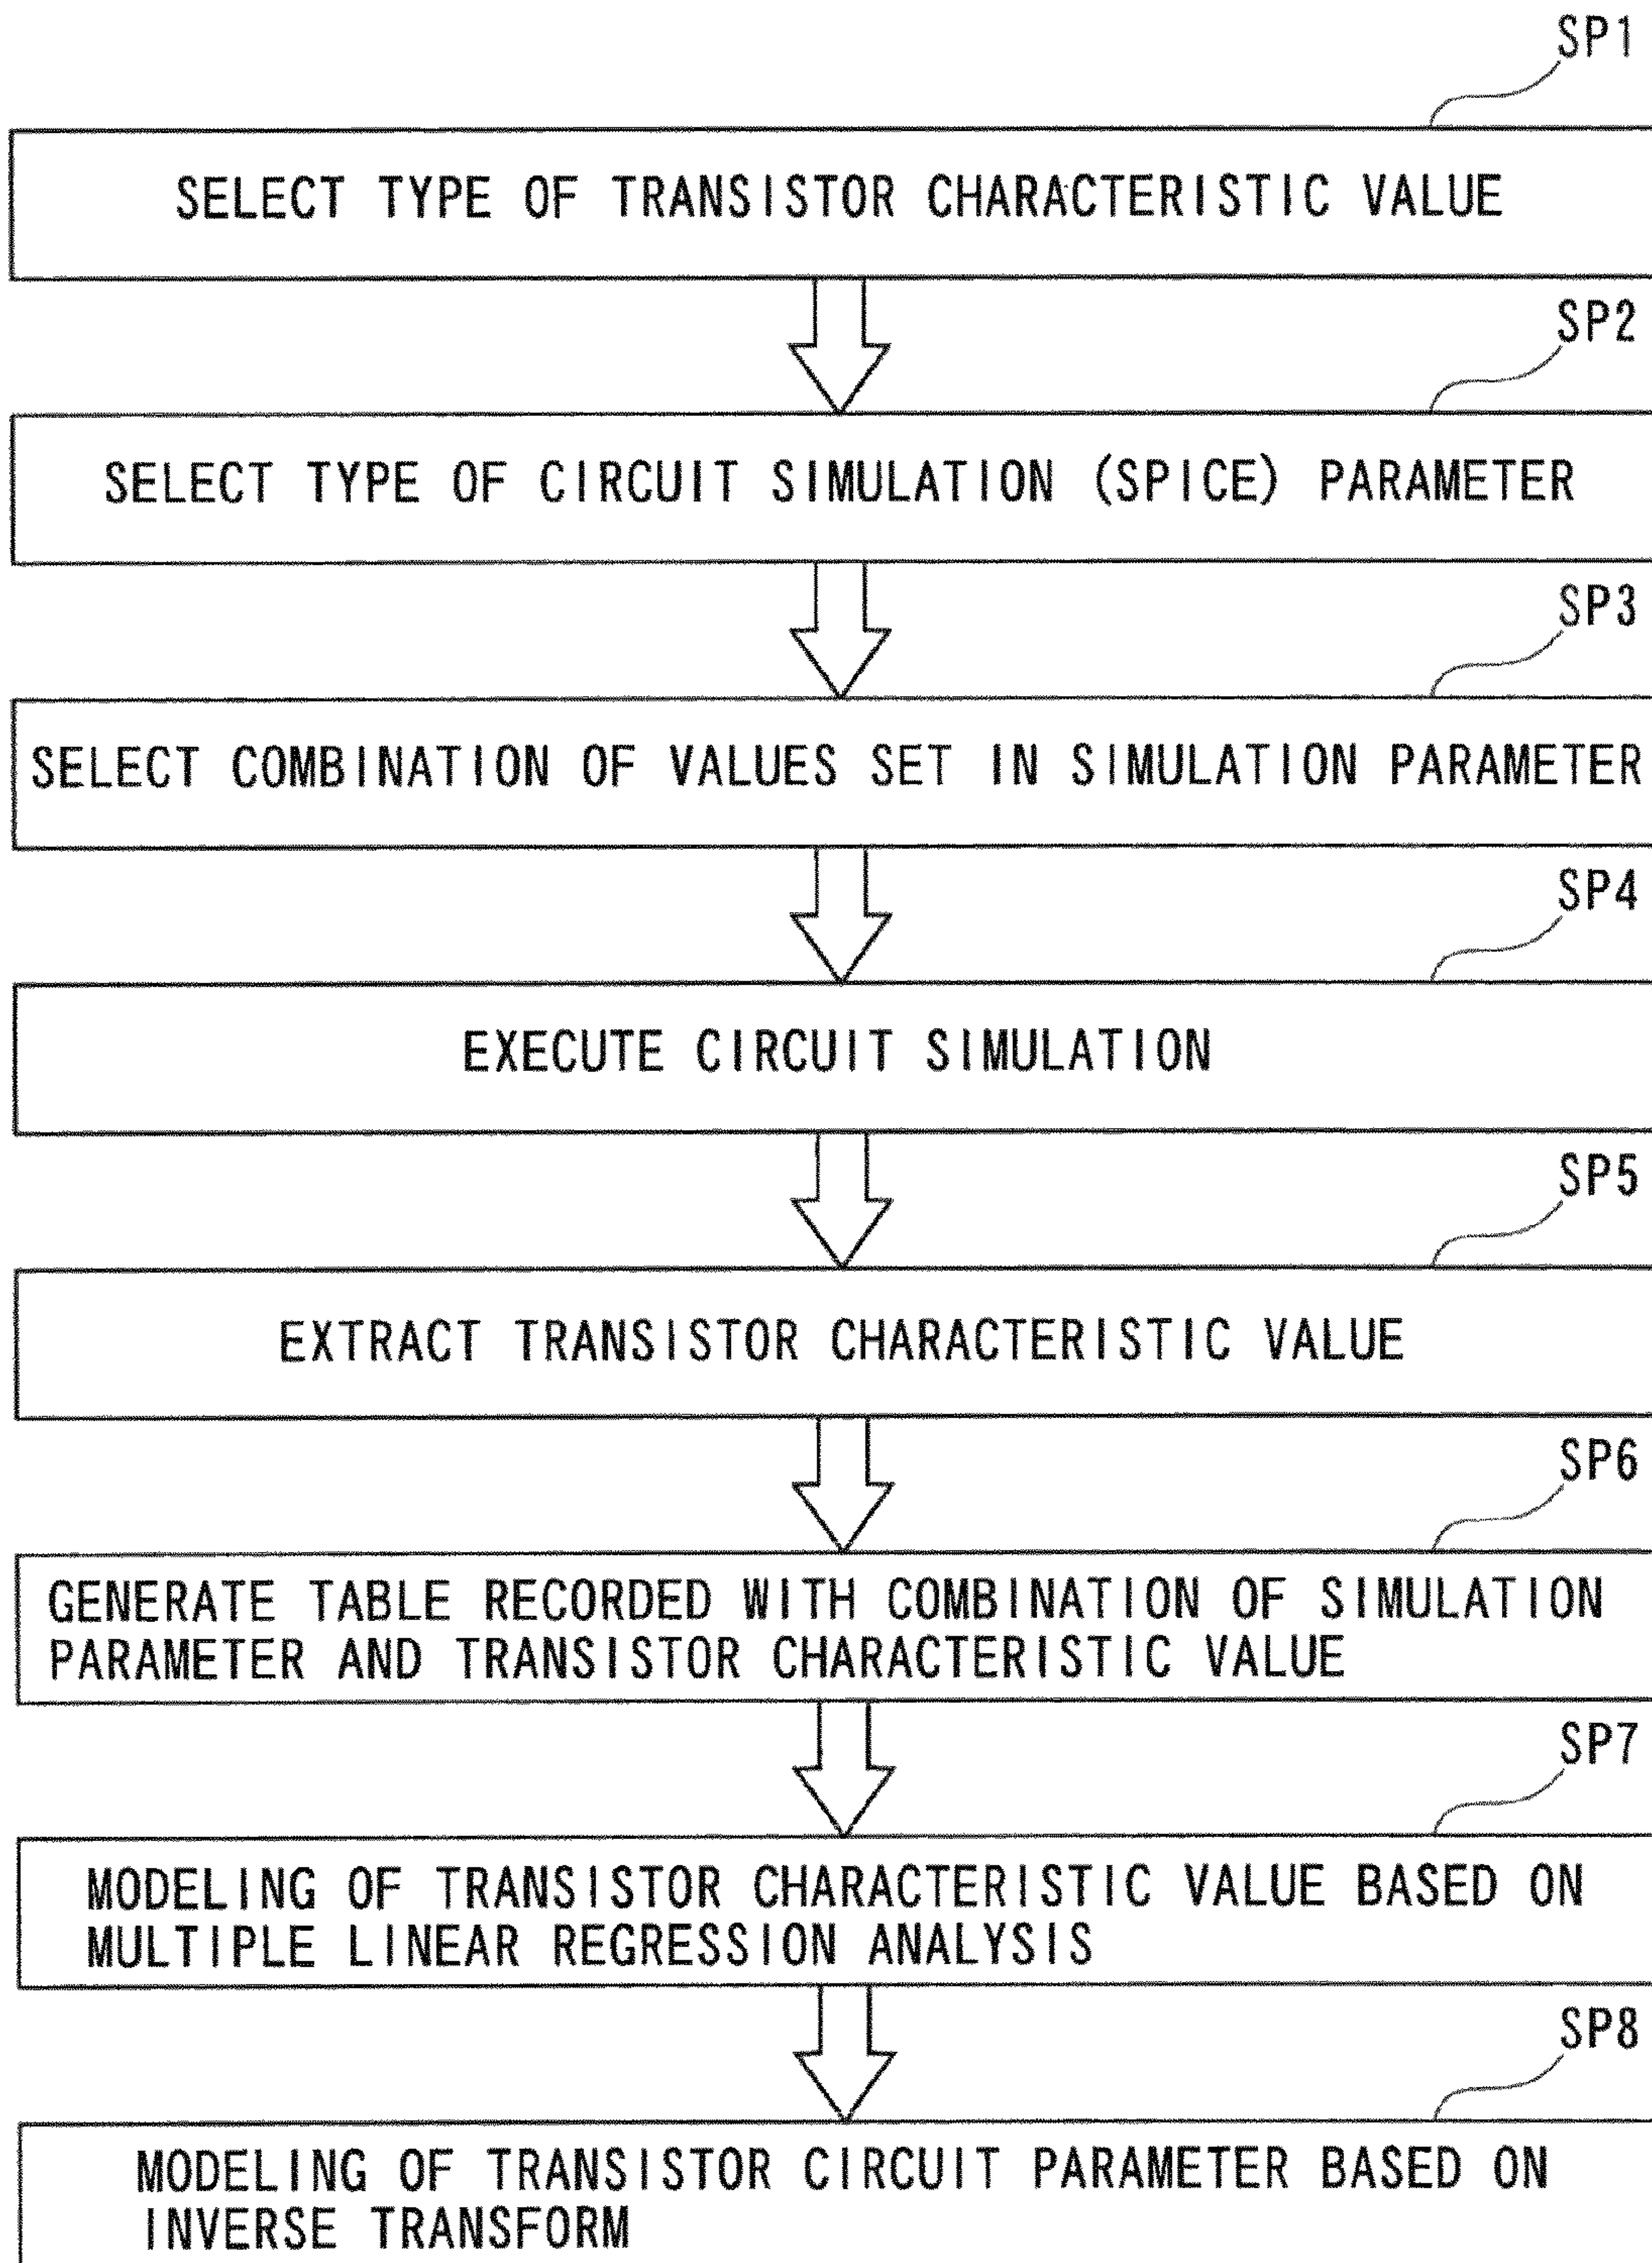 SP1
SELECT TYPE OF TRANSISTOR CHARACTERISTIC VALUE
SP2
SELECT TYPE OF CIRCUIT SIMULATION (SPICE) PARAMETER
SP3
SELECT COMBINATION OF VALUES SET IN SIMULATION PARAMETER
SP4
EXECUTE CIRCUIT SIMULATION
SP5
EXTRACT TRANSISTOR CHARACTERISTIC VALUE
SP6
GENERATE TABLE RECORDED WITH COMBINATION OF SIMULATION
PARAMETER AND TRANSISTOR CHARACTERISTIC VALUE
SP7
MODELING OF TRANSISTOR CHARACTERISTIC VALUE BASED ON
MULTIPLE LINEAR REGRESSION ANALYSIS
SP8
MODELING OF TRANSISTOR CIRCUIT PARAMETER BASED ON
INVERSE TRANSFORM